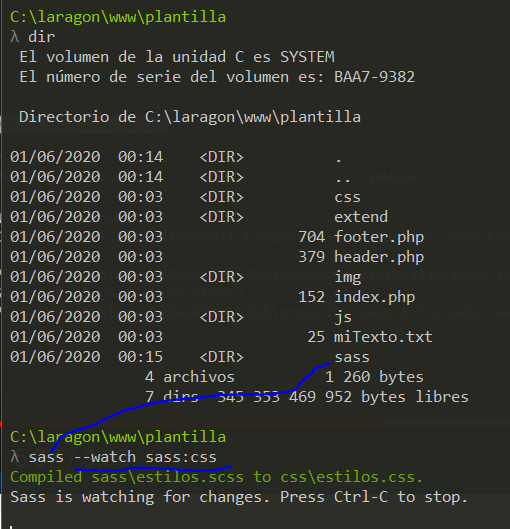 C:\laragon\www\plantilla
λ dir
El volumen de la unidad C es SYSTEM
El número de serie del volumen es: BAA7-9382
Directorio de C:\laragon\www\plantilla
01/06/2020 00:14 <DIR> .
01/06/2020 00:14 <DIR> ..
01/06/2020 00:03 <DIR> css
01/06/2020 00:03 <DIR> extend
01/06/2020 00:03 704 footer.php
01/06/2020 00:03 379 header.php
01/06/2020 00:03 <DIR> img
01/06/2020 00:03 152 index.php
01/06/2020 00:03 <DIR> js
01/06/2020 00:03 25 miTexto.txt
01/06/2020 00:15 <DIR> sass
4 archivos 1 260 bytes
7 dirs 345 353 469 952 bytes libres
C:\laragon\www\plantilla
λ sass --watch sass:css
Compiled sass\estilos.scss to css\estilos.css.
Sass is watching for changes. Press Ctrl-C to stop.